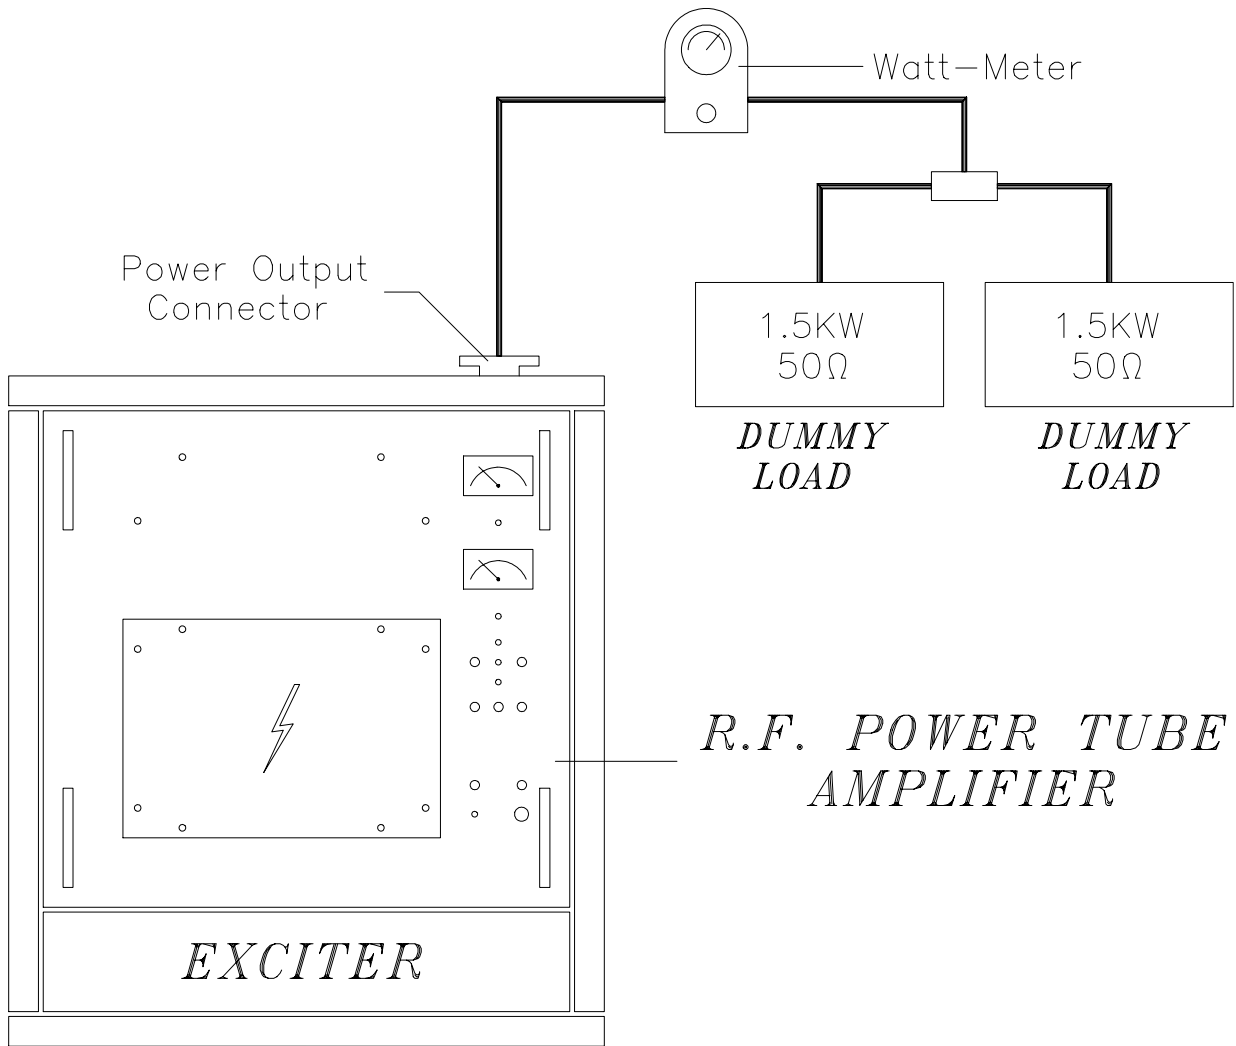 Watt-Meter
Power Output
Connector
1.5KW
50Ω
1.5KW
50Ω
DUMMY
LOAD
DUMMY
LOAD
R.F. POWER TUBE
AMPLIFIER
EXCITER